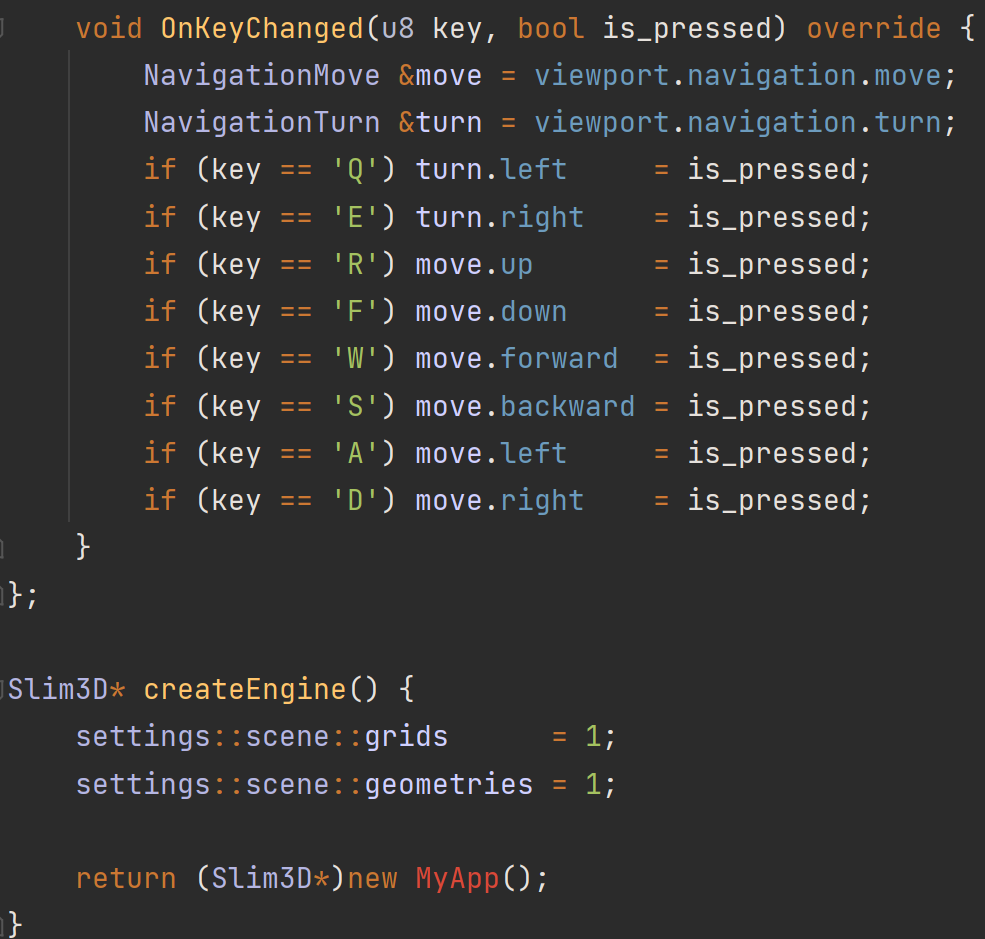 void OnKeyChanged(u8 key, bool is_pressed) override {
        NavigationMove &move = viewport.navigation.move;
        NavigationTurn &turn = viewport.navigation.turn;
        if (key == 'Q') turn.left     = is_pressed;
        if (key == 'E') turn.right    = is_pressed;
        if (key == 'R') move.up       = is_pressed;
        if (key == 'F') move.down     = is_pressed;
        if (key == 'W') move.forward  = is_pressed;
        if (key == 'S') move.backward = is_pressed;
        if (key == 'A') move.left     = is_pressed;
        if (key == 'D') move.right    = is_pressed;
    }
};

Slim3D* createEngine() {
    settings::scene::grids      = 1;
    settings::scene::geometries = 1;

    return (Slim3D*)new MyApp();
}